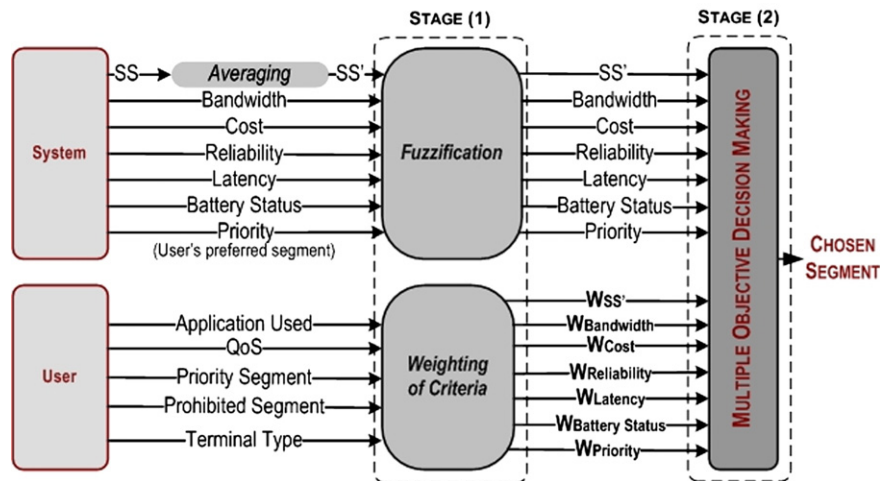 STAGE (1)
STAGE (2)
System
SS
Averaging
SS'
Bandwidth
Cost
Reliability
Latency
Battery Status
Priority
(User's preferred segment)
Fuzzification
SS'
Bandwidth
Cost
Reliability
Latency
Battery Status
Priority
MULTIPLE OBJECTIVE DECISION MAKING
CHOSEN
SEGMENT
User
Application Used
QoS
Priority Segment
Prohibited Segment
Terminal Type
Weighting
of Criteria
WSS'
WBandwidth
WCost
WReliability
WLatency
WBattery Status
WPriority